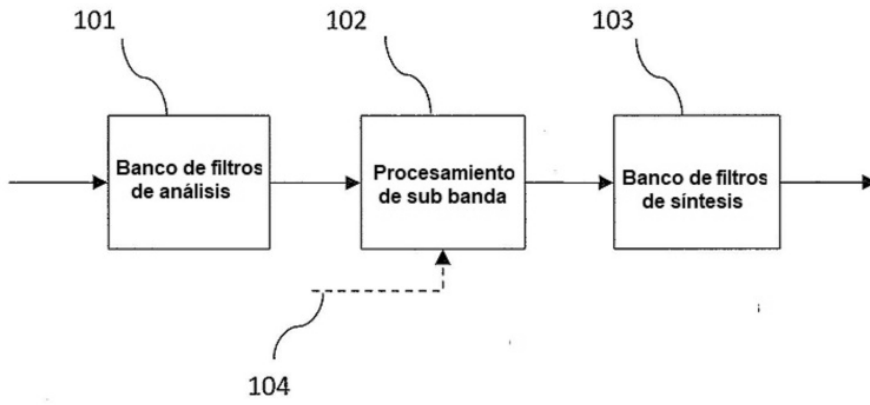 101
102
103
Banco de filtros
de análisis
Procesamiento
de sub banda
Banco de filtros
de síntesis
104